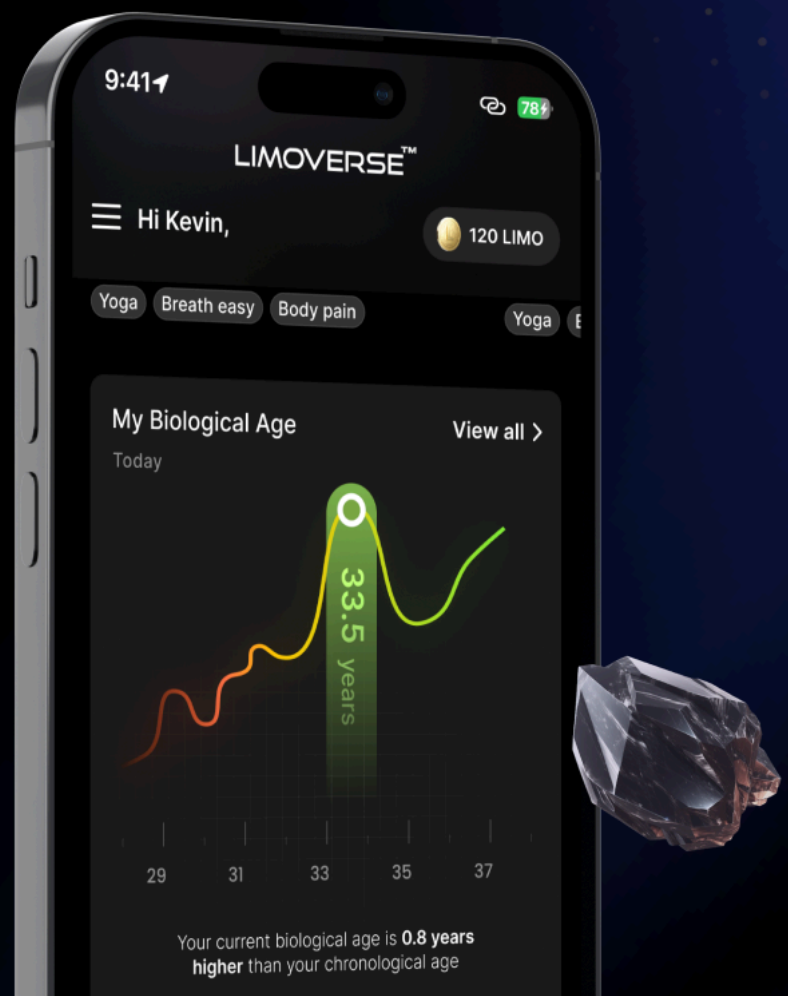 9:41
78
LIMOVERSE™
Hi Kevin,
120 LIMO
Yoga Breath easy Body pain Yoga
My Biological Age
View all >
Today
33.5 years
29 31 33 35 37
Your current biological age is 0.8 years
higher than your chronological age